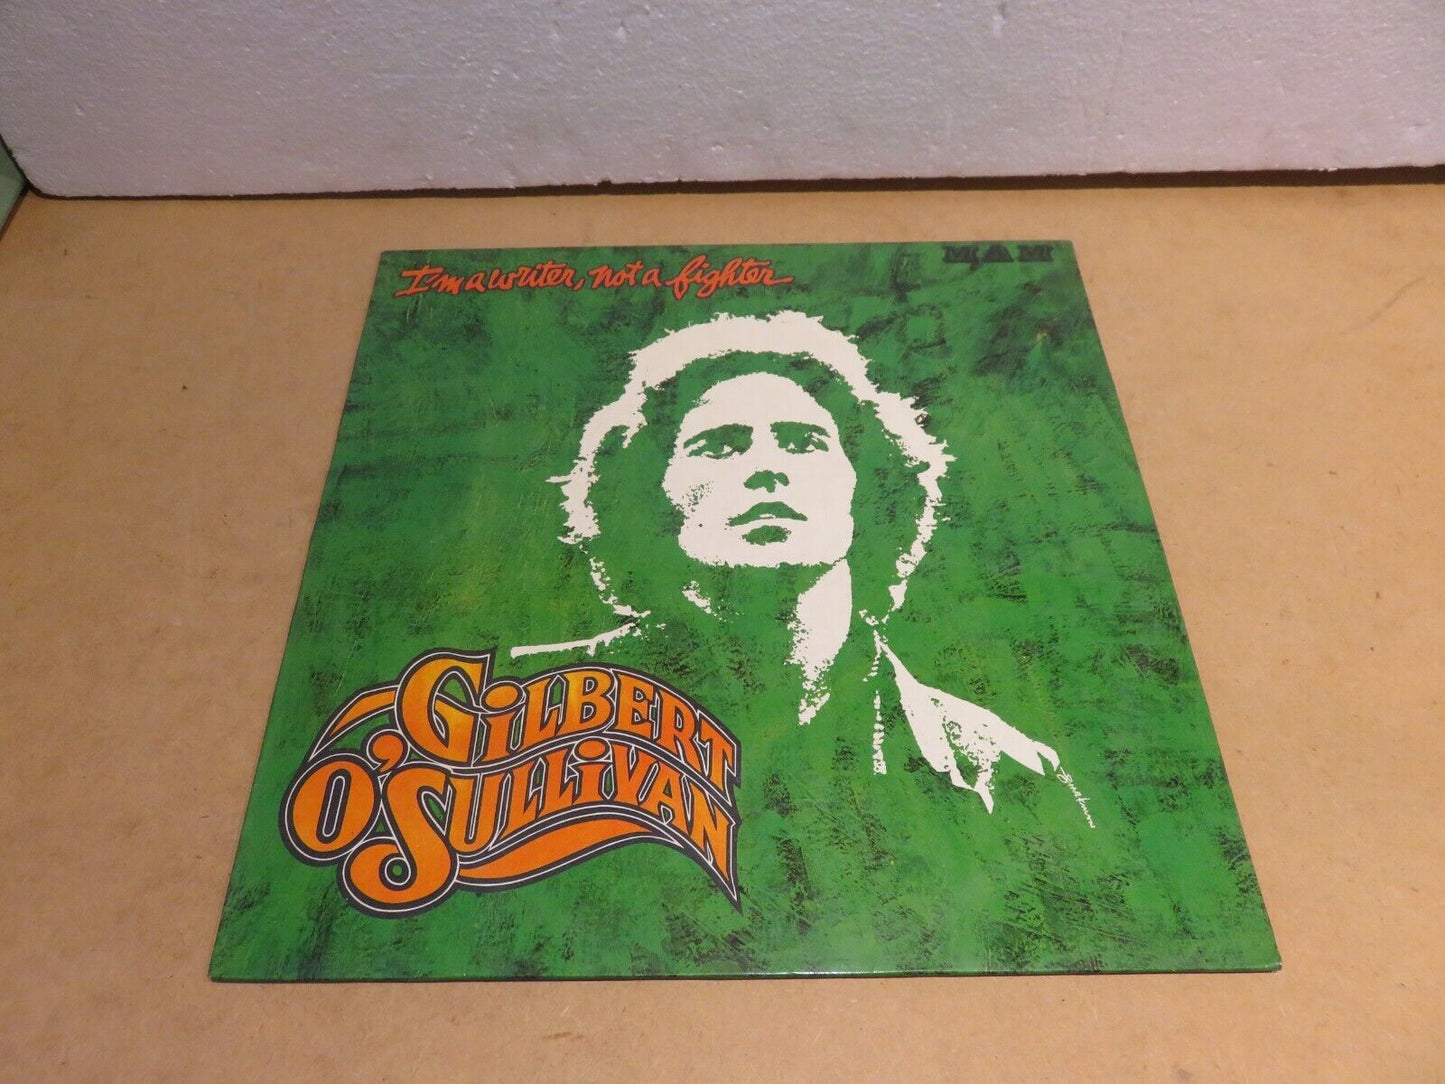 I'm a writer, not a fighter
MAM
GiLBERT
O'SULLiVAN